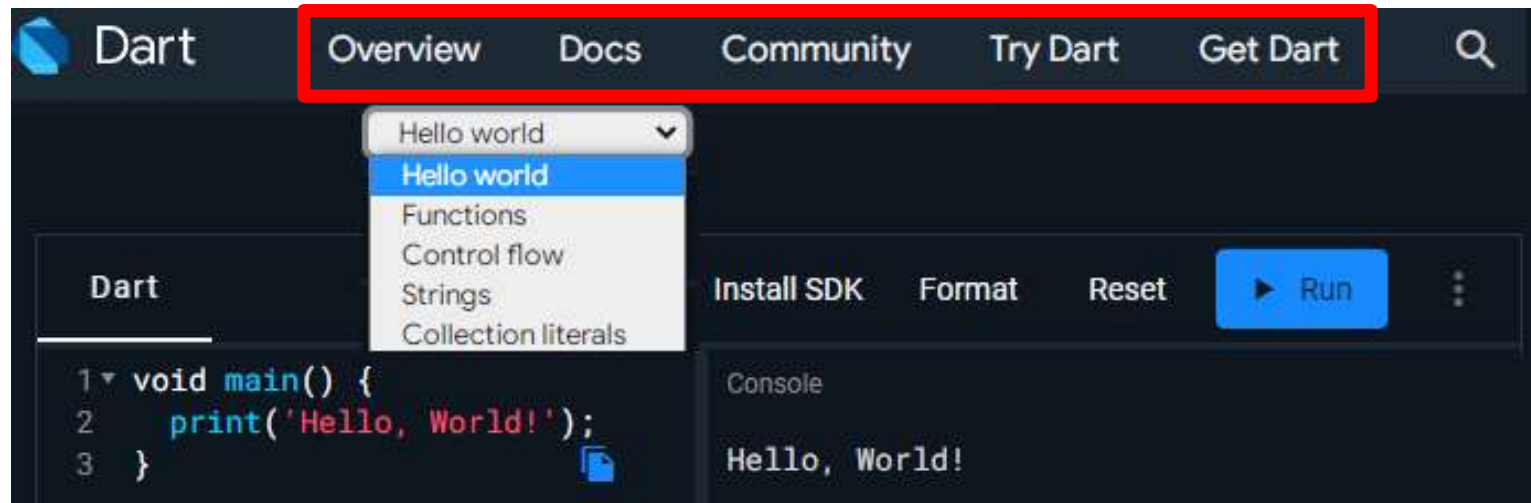 Dart Overview Docs Community Try Dart Get Dart
Hello world
Hello world
Functions
Control flow
Strings
Collection literals
Dart Install SDK Format Reset Run
1 void main() {
2 print('Hello, World!');
3 }
Console
Hello, World!